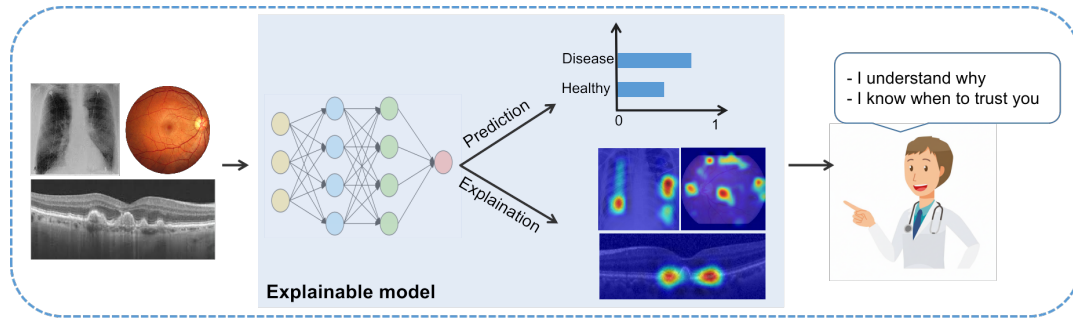 Disease
Healthy
0
1
Prediction
Explaination
Explainable model
- I understand why
- I know when to trust you